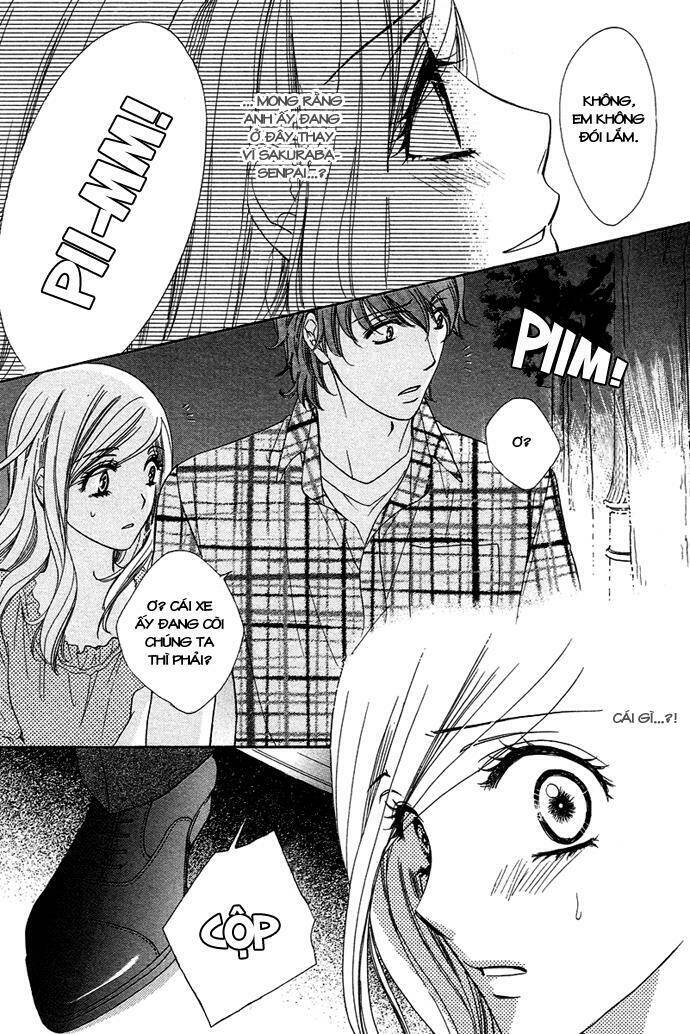 KHÔNG,
EM KHÔNG
ĐÓI LẮM.
... MONG RẰNG
ANH ẤY ĐANG
Ở ĐÂY THAY
VÌ SAKURABA-
SENPAI...?
PII-MM!
PIIM!
Ơ?
Ơ? CÁI XE
ẤY ĐANG CÒI
CHÚNG TA
THÌ PHẢI?
CÁI GÌ...?!
CỘP